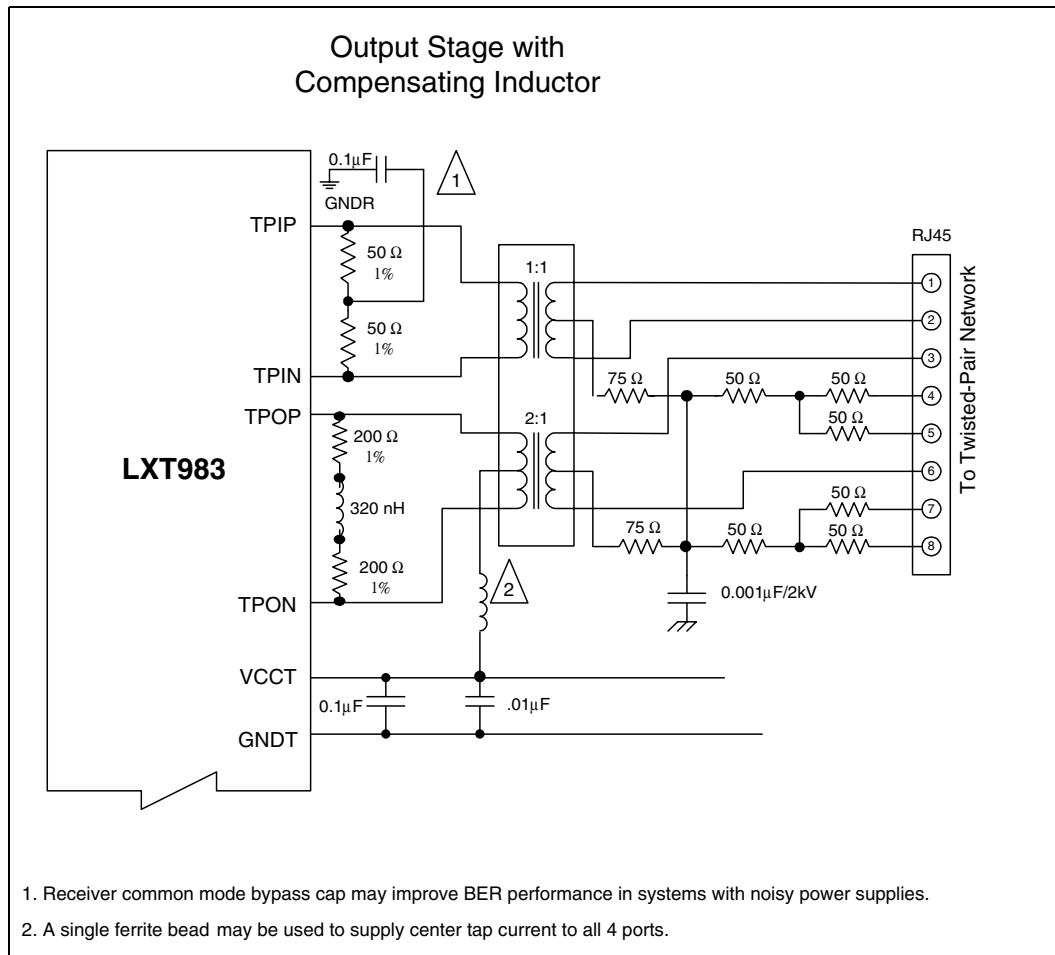 Output Stage with
Compensating Inductor
0.1µF
1
GNDR
TPIP
50 Ω
1%
50 Ω
1%
TPIN
TPOP
200 Ω
1%
LXT983
320 nH
200 Ω
1%
TPON
VCCT
0.1µF
.01µF
GNDT
1:1
2:1
2
RJ45
1
2
3
75 Ω
50 Ω
50 Ω
4
50 Ω
5
6
50 Ω
7
75 Ω
50 Ω
50 Ω
8
0.001µF/2kV
To Twisted-Pair Network
1. Receiver common mode bypass cap may improve BER performance in systems with noisy power supplies.
2. A single ferrite bead may be used to supply center tap current to all 4 ports.